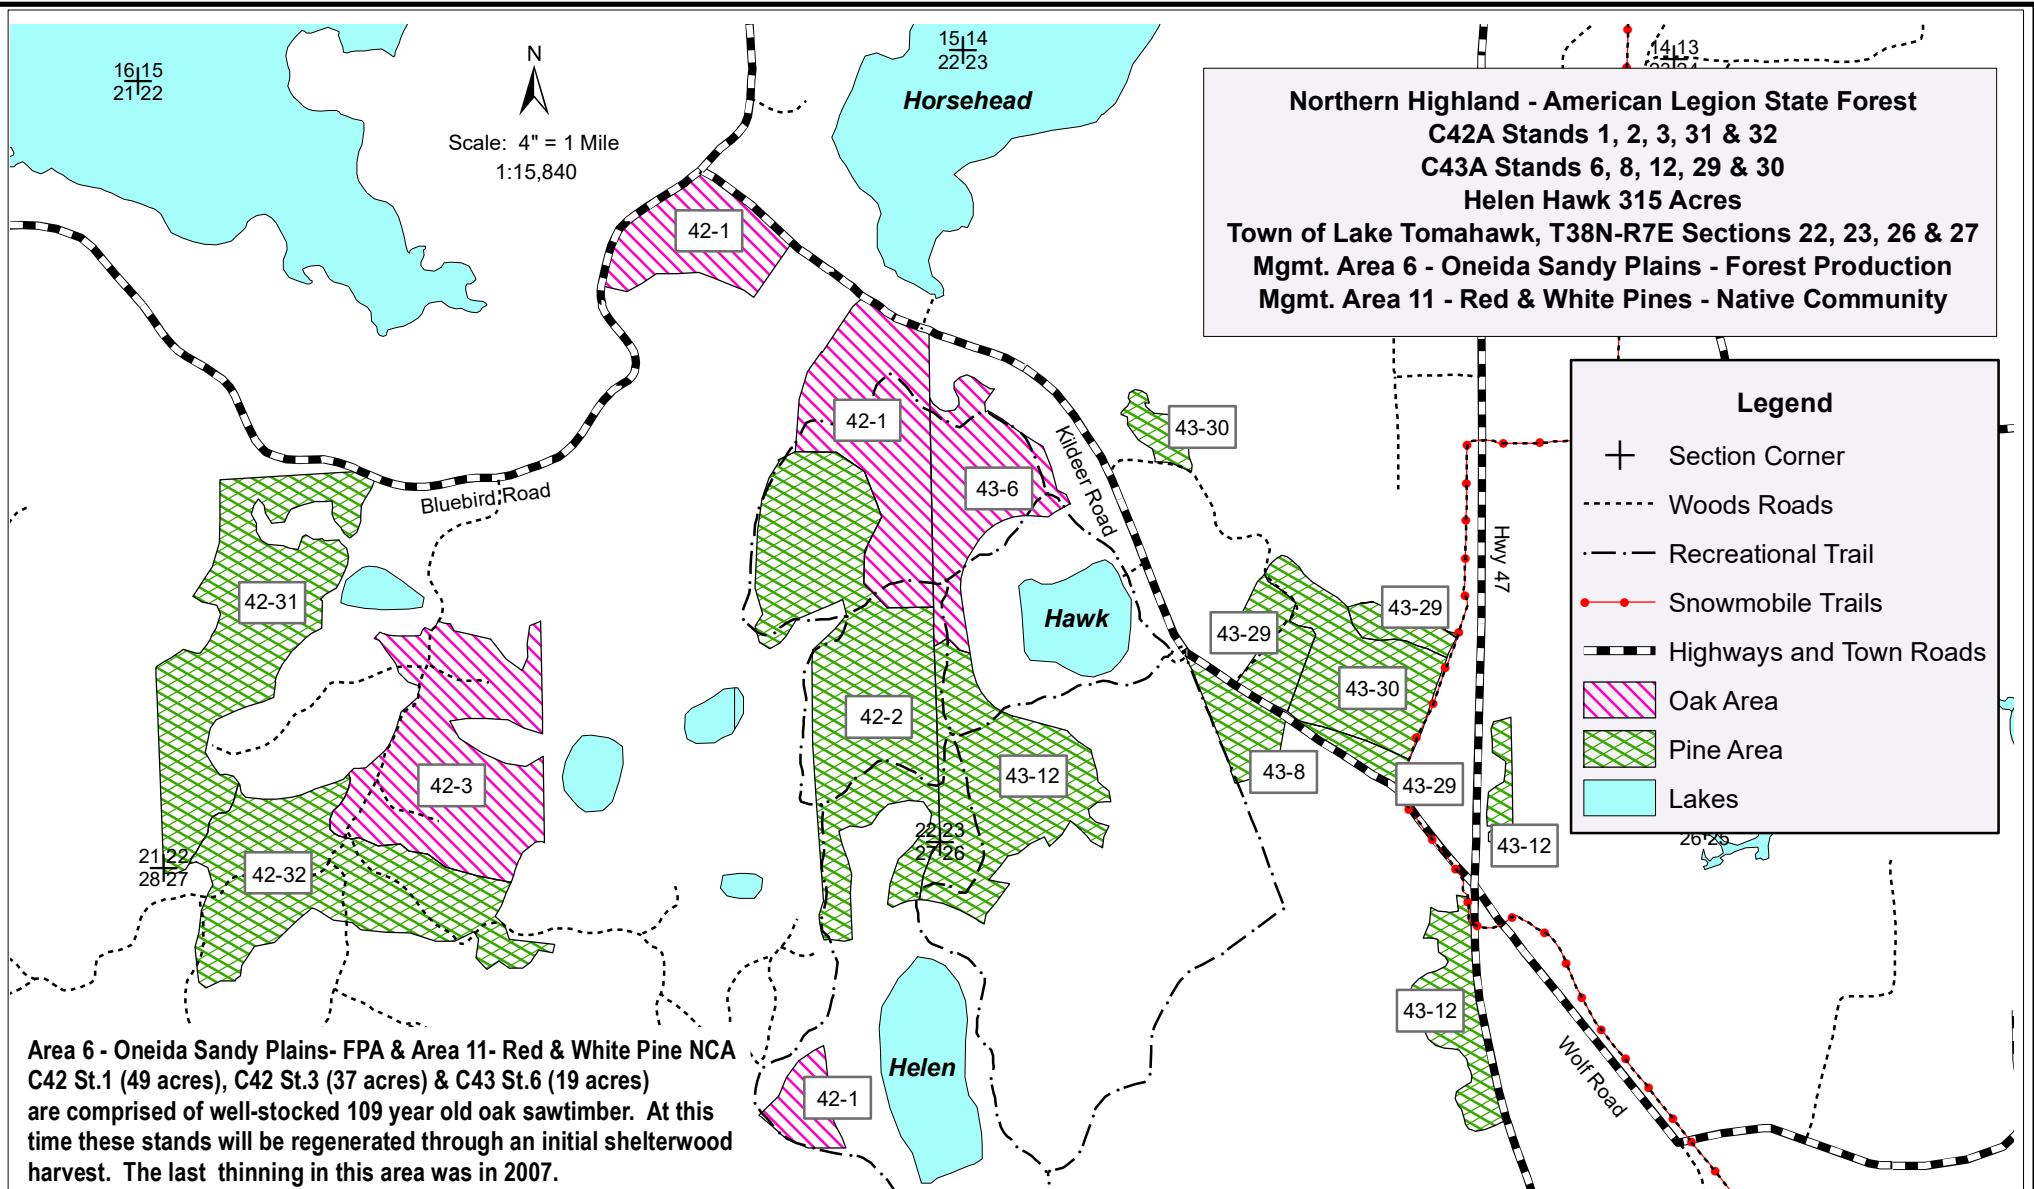 16 15
21 22
N
Scale:  4" = 1 Mile
1:15,840
15 14
22 23
Horsehead
14 13
Northern Highland - American Legion State Forest
C42A Stands 1, 2, 3, 31 & 32
C43A Stands 6, 8, 12, 29 & 30
Helen Hawk 315 Acres
Town of Lake Tomahawk, T38N-R7E Sections 22, 23, 26 & 27
Mgmt. Area 6 - Oneida Sandy Plains - Forest Production
Mgmt. Area 11 - Red & White Pines - Native Community
42-1
42-1
43-6
43-30
Kildeer Road
Bluebird Road
Hwy 47
Legend
Section Corner
Woods Roads
Recreational Trail
Snowmobile Trails
Highways and Town Roads
Oak Area
Pine Area
Lakes
42-31
Hawk
43-29
43-29
43-30
42-2
42-3
43-12
43-8
43-29
43-12
22 23
27 26
26 25
21 22
28 27
42-32
43-12
Wolf Road
Helen
42-1
Area 6 - Oneida Sandy Plains- FPA & Area 11- Red & White Pine NCA
C42 St.1 (49 acres), C42 St.3 (37 acres) & C43 St.6 (19 acres)
are comprised of well-stocked 109 year old oak sawtimber.  At this
time these stands will be regenerated through an initial shelterwood
harvest.  The last  thinning in this area was in 2007.